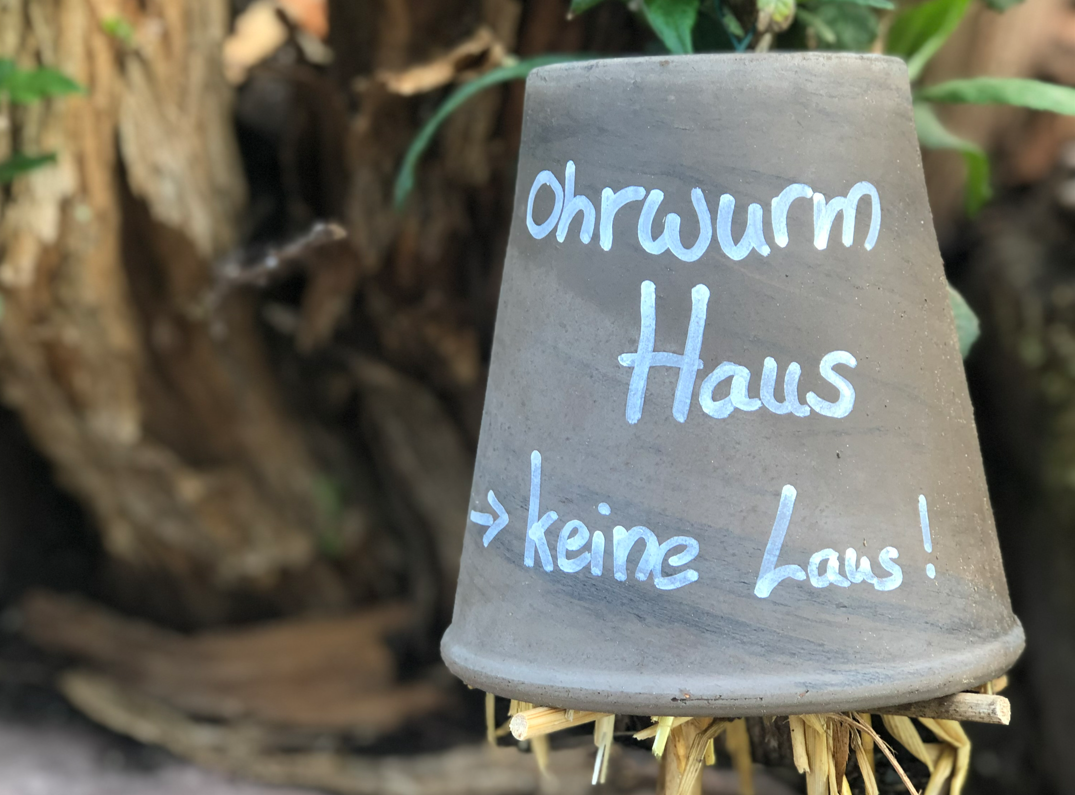 Ohrwurm
Haus
→ keine Laus!